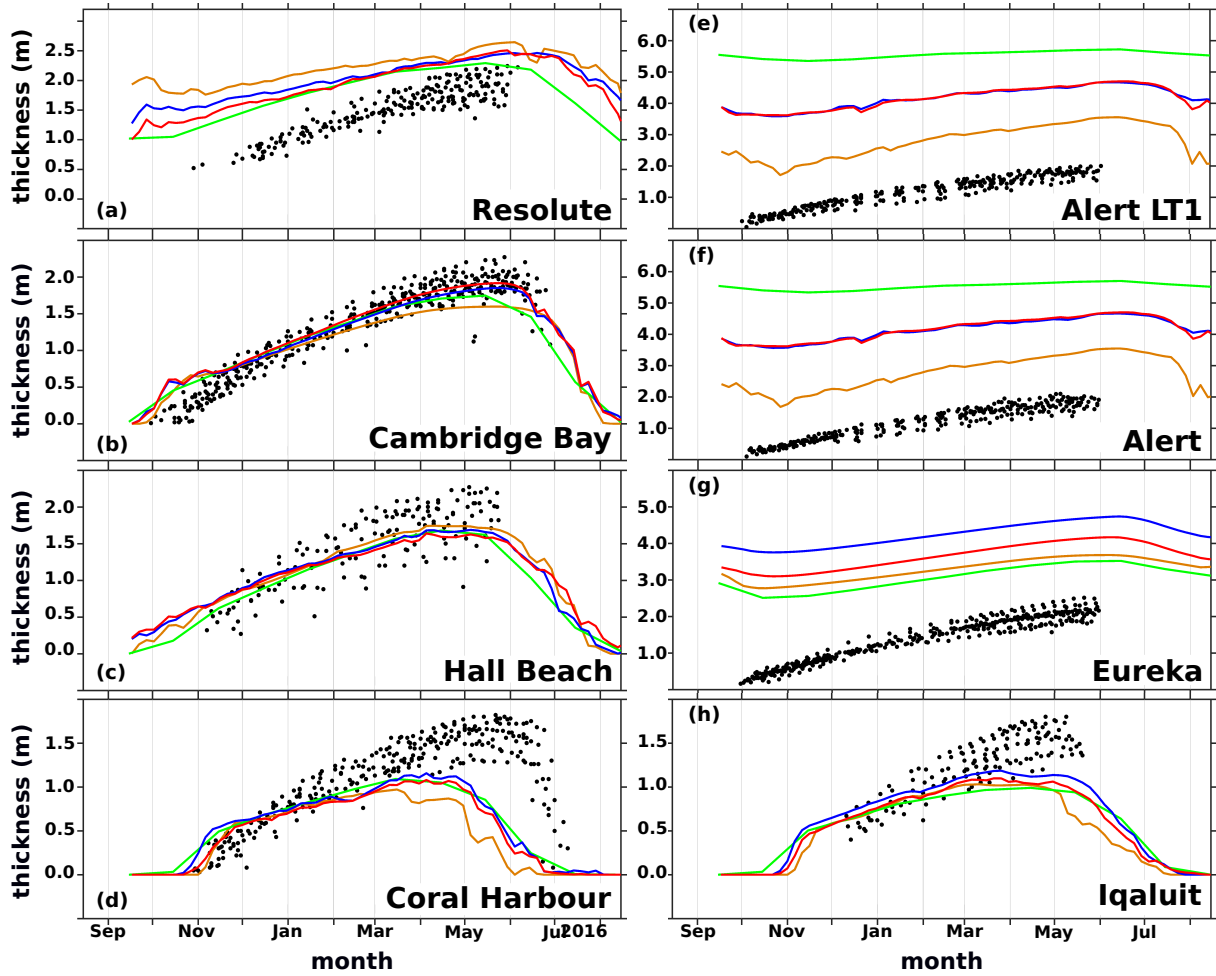 thickness (m)
2.5
2.0
1.5
1.0
0.5
0.0
(a)
Resolute
(e)
6.0
5.0
4.0
3.0
2.0
1.0
Alert LT1
thickness (m)
2.0
1.5
1.0
0.5
0.0
(b)
Cambridge Bay
(f)
6.0
5.0
4.0
3.0
2.0
1.0
Alert
thickness (m)
2.0
1.5
1.0
0.5
0.0
(c)
Hall Beach
(g)
5.0
4.0
3.0
2.0
1.0
Eureka
thickness (m)
1.5
1.0
0.5
0.0
(d)
Coral Harbour
(h)
1.5
1.0
0.5
0.0
Iqaluit
Sep Nov Jan Mar May Jul 2016
month
Sep Nov Jan Mar May Jul
month